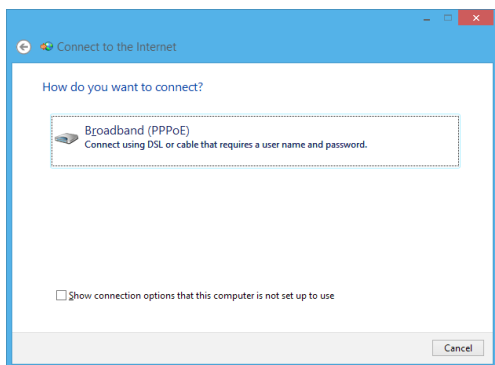 Connect to the Internet
How do you want to connect?
Broadband (PPPoE)
Connect using DSL or cable that requires a user name and password.
Show connection options that this computer is not set up to use
Cancel